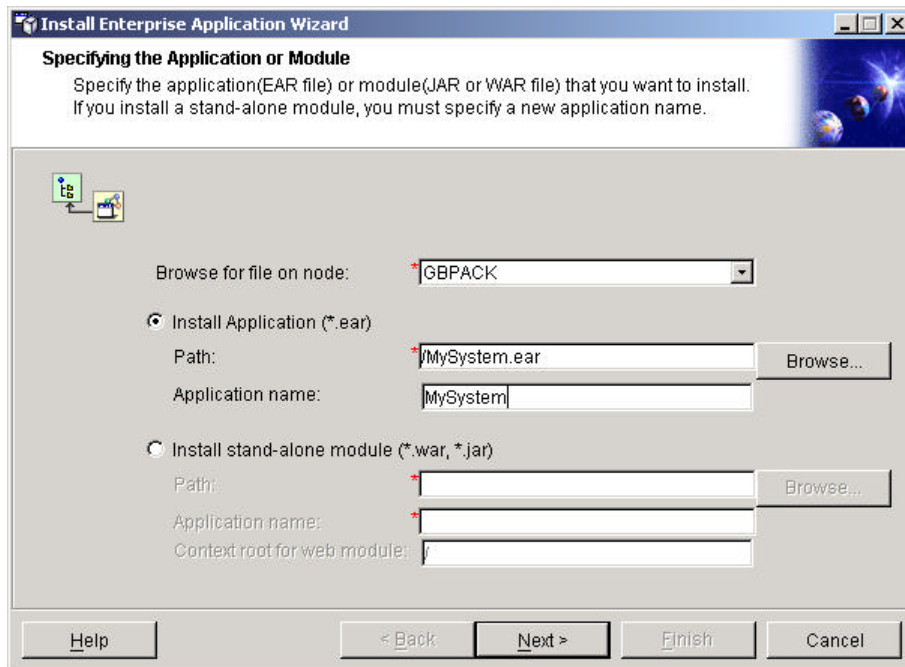 Install Enterprise Application Wizard
Specifying the Application or Module
Specify the application(EAR file) or module(JAR or WAR file) that you want to install.
If you install a stand-alone module, you must specify a new application name.
Browse for file on node: *GBPACK
Install Application (*.ear)
Path: */MySystem.ear Browse...
Application name: MySystem
Install stand-alone module (*.war, *.jar)
Path: * Browse...
Application name: *
Context root for web module: /
Help < Back Next > Finish Cancel